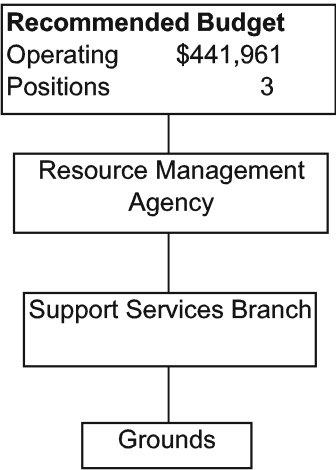 Recommended Budget
Operating $441,961
Positions 3
Resource Management
Agency
Support Services Branch
Grounds